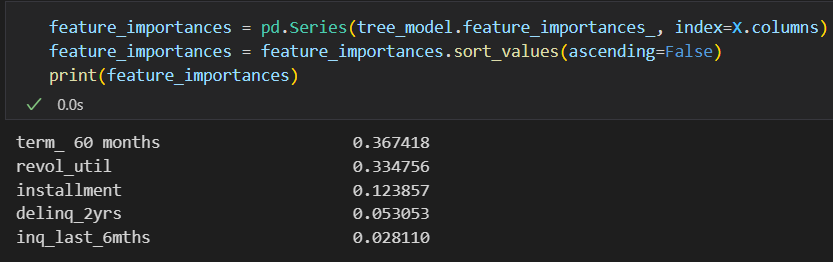 feature_importances = pd.Series(tree_model.feature_importances_, index=X.columns)
feature_importances = feature_importances.sort_values(ascending=False)
print(feature_importances)
✓ 0.0s
term_ 60 months 0.367418
revol_util 0.334756
installment 0.123857
delinq_2yrs 0.053053
inq_last_6mths 0.028110